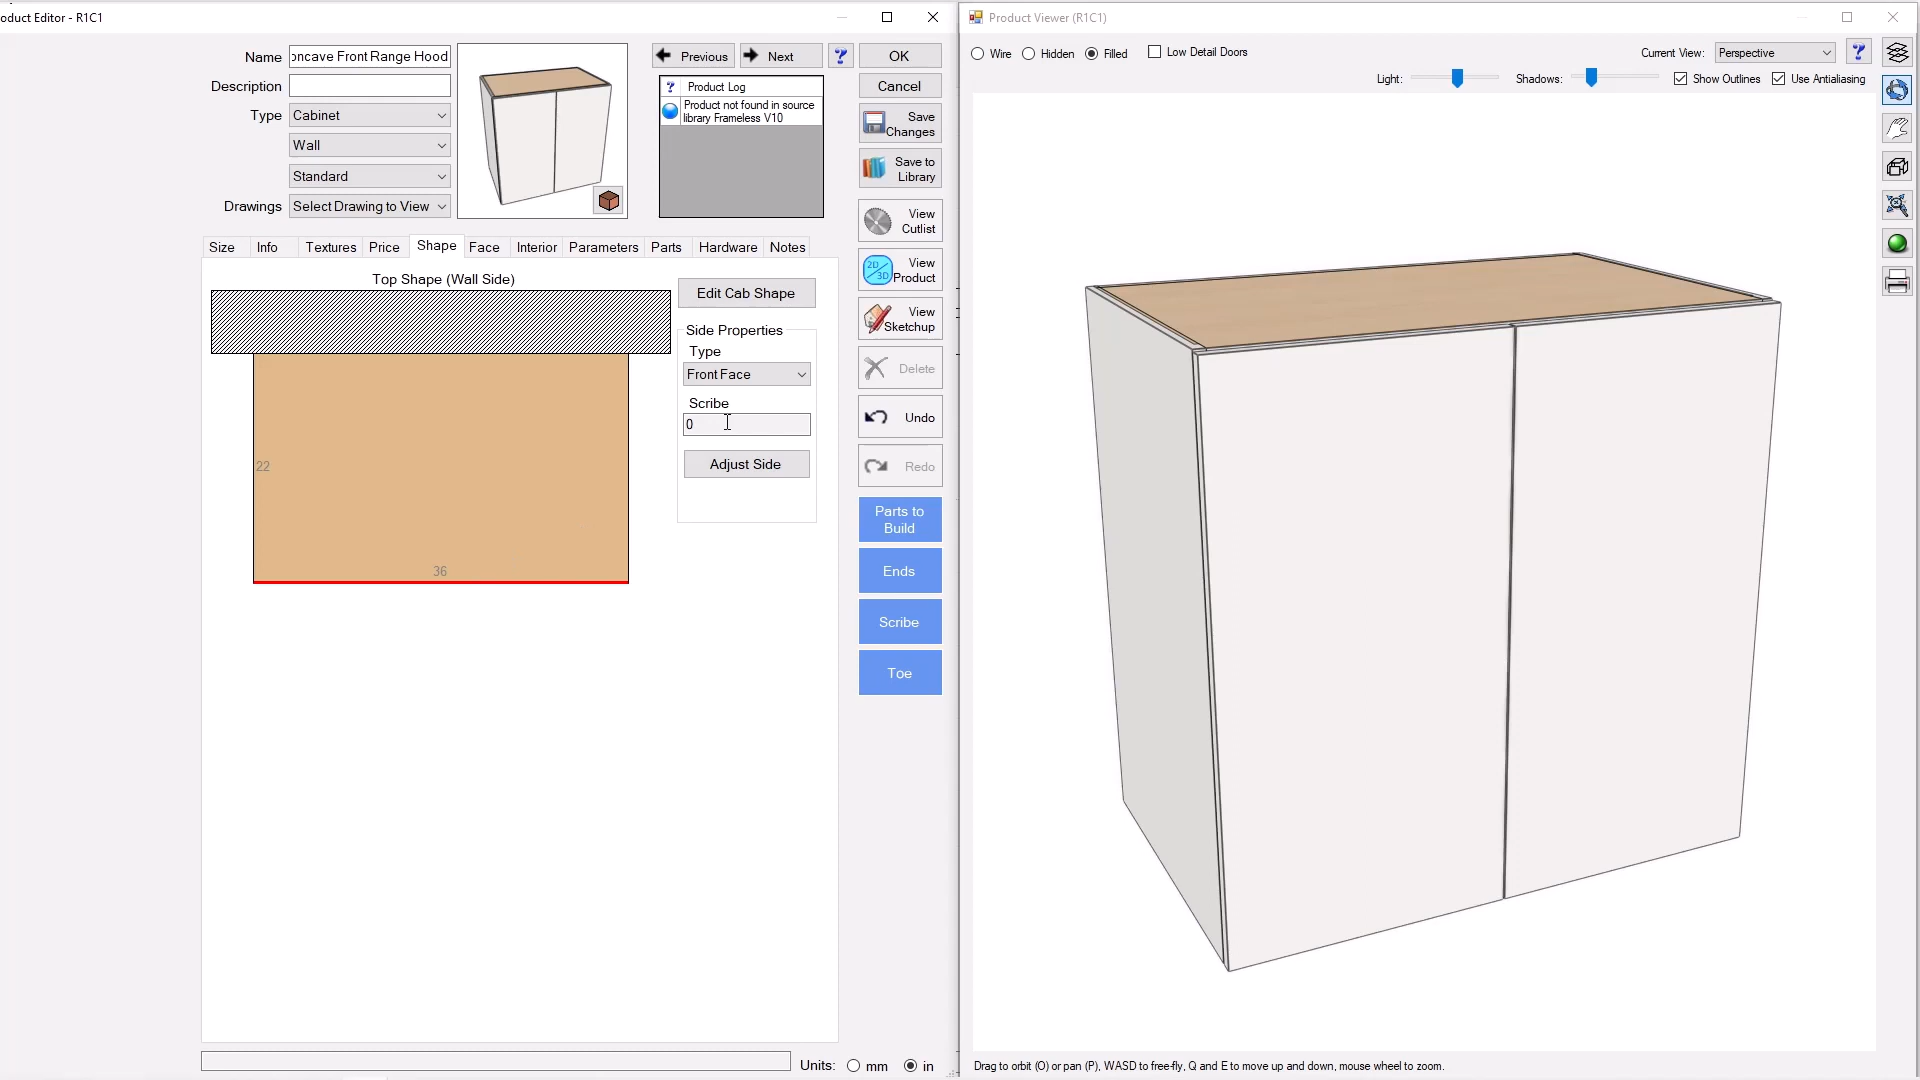 oduct Editor - R1C1
Name
oncave Front Range Hood
Description
Type
Cabinet
Wall
Standard
Drawings
Select Drawing to View
Previous
Next
?
OK
? Product Log
Product not found in source
library Frameless V10
Cancel
Save
Changes
Save to
Library
View
Cutlist
2D/3D
View
Product
View
Sketchup
Delete
Undo
Redo
Parts to
Build
Ends
Scribe
Toe
Size
Info
Textures
Price
Shape
Face
Interior
Parameters
Parts
Hardware
Notes
Top Shape (Wall Side)
22
36
Edit Cab Shape
Side Properties
Type
Front Face
Scribe
0
Adjust Side
Units:
mm
in
Product Viewer (R1C1)
Wire
Hidden
Filled
Low Detail Doors
Current View:
Perspective
?
Light:
Shadows:
Show Outlines
Use Antialiasing
Drag to orbit (O) or pan (P), WASD to free-fly, Q and E to move up and down, mouse wheel to zoom.